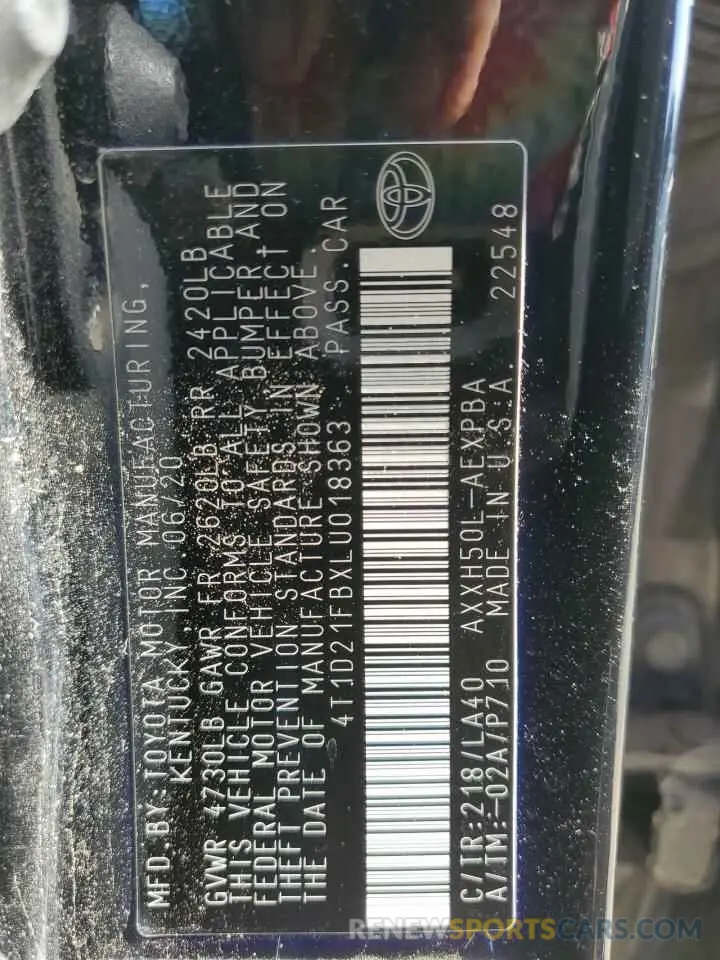 MFD.BY:TOYOTA MOTOR MANUFACTURING,
KENTUCKY,INC 06/20
GVWR 4730LB GAWR FR 2620LB RR 2420LB
THIS VEHICLE CONFORMS TO ALL APPLICABLE
FEDERAL MOTOR VEHICLE SAFETY BUMPER AND
THEFT PREVENTION STANDARDS IN EFFECT ON
THE DATE OF MANUFACTURE SHOWN ABOVE.
4T1D21FBXLU018363 PASS.CAR
C/TR:218/LA40 AXXH50L-AEXPBA
A/TM:-02A/P710 MADE IN U.S.A. 22548
RENEWSPORTCAR.COM